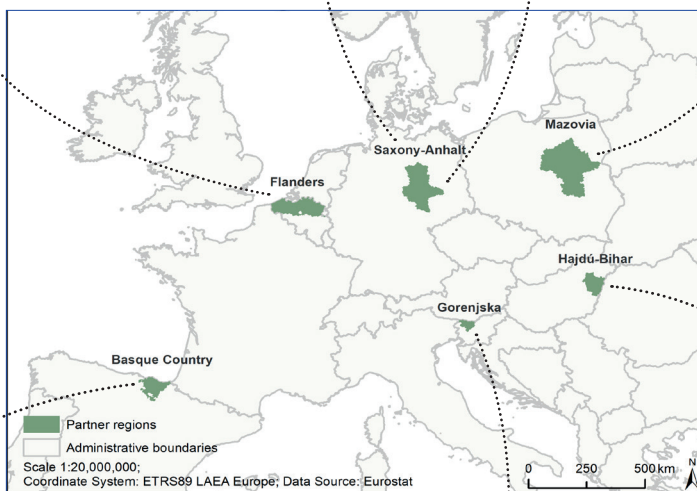 Mazovia
Saxony-Anhalt
Flanders
Hajdú-Bihar
Gorenjska
Basque Country
Partner regions
Administrative boundaries
Scale 1:20,000,000;
Coordinate System: ETRS89 LAEA Europe; Data Source: Eurostat
0 250 500 km
N